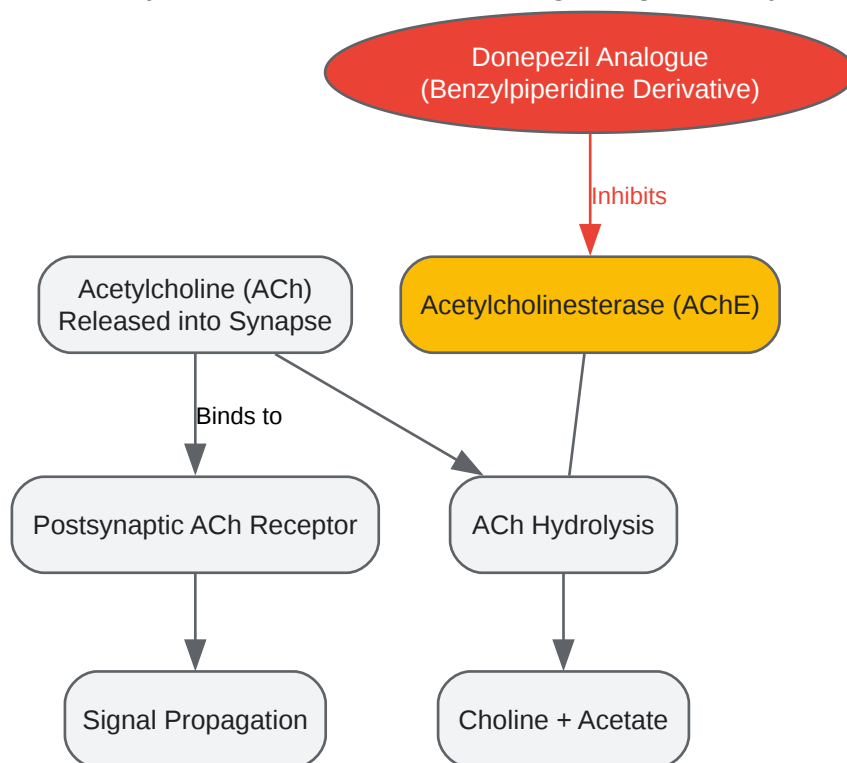 Donepezil Analogue
(Benzylpiperidine Derivative)
Inhibits
Acetylcholine (ACh)
Released into Synapse
Acetylcholinesterase (AChE)
Binds to
Postsynaptic ACh Receptor
ACh Hydrolysis
Signal Propagation
Choline + Acetate